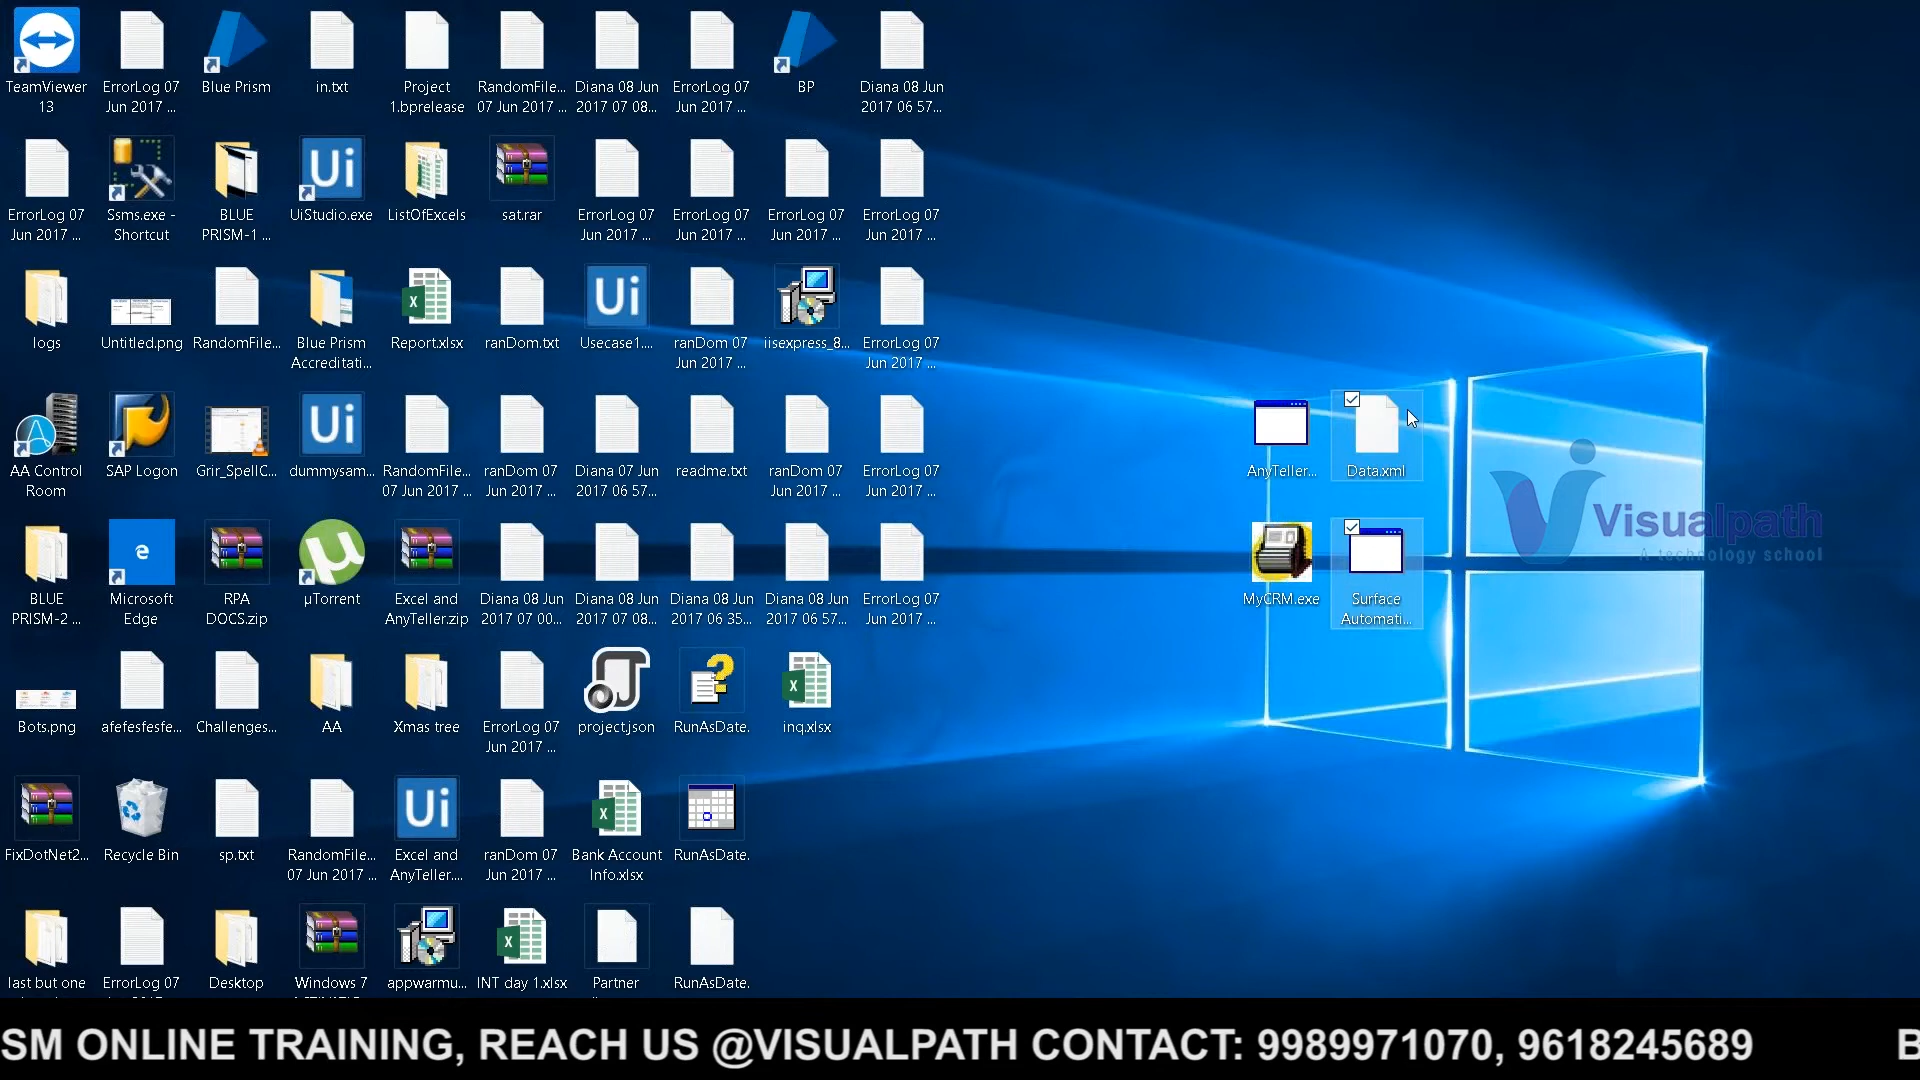 TeamViewer
13
ErrorLog 07
Jun 2017 ...
Blue Prism
in.txt
Project
1.bprelease
RandomFile...
07 Jun 2017 ...
Diana 08 Jun
2017 07 08...
ErrorLog 07
Jun 2017 ...
BP
Diana 08 Jun
2017 06 57...
ErrorLog 07
Jun 2017 ...
Ssms.exe -
Shortcut
BLUE
PRISM-1 ...
UiStudio.exe
ListOfExcels
sat.rar
ErrorLog 07
Jun 2017 ...
ErrorLog 07
Jun 2017 ...
ErrorLog 07
Jun 2017 ...
ErrorLog 07
Jun 2017 ...
logs
Untitled.png
RandomFile...
Blue Prism
Accreditati...
Report.xlsx
ranDom.txt
Usecase1....
ranDom 07
Jun 2017 ...
iisexpress_8...
ErrorLog 07
Jun 2017 ...
AA Control
Room
SAP Logon
Grir_SpellC...
dummysam...
RandomFile...
07 Jun 2017 ...
ranDom 07
Jun 2017 ...
Diana 07 Jun
2017 06 57...
readme.txt
ranDom 07
Jun 2017 ...
ErrorLog 07
Jun 2017 ...
AnyTeller...
Data.xml
BLUE
PRISM-2 ...
Microsoft
Edge
RPA
DOCS.zip
µTorrent
Excel and
AnyTeller.zip
Diana 08 Jun
2017 07 00...
Diana 08 Jun
2017 07 08...
Diana 08 Jun
2017 06 35...
Diana 08 Jun
2017 06 57...
ErrorLog 07
Jun 2017 ...
MyCRM.exe
Surface
Automati...
Visualpath
A technology school
Bots.png
afefesfesfe...
Challenges...
AA
Xmas tree
ErrorLog 07
Jun 2017 ...
project.json
RunAsDate.
inq.xlsx
FixDotNet2...
Recycle Bin
sp.txt
RandomFile...
07 Jun 2017 ...
Excel and
AnyTeller....
ranDom 07
Jun 2017 ...
Bank Account
Info.xlsx
RunAsDate.
last but one
ErrorLog 07
Desktop
Windows 7
appwarmu...
INT day 1.xlsx
Partner
RunAsDate.
SM ONLINE TRAINING, REACH US @VISUALPATH CONTACT: 9989971070, 9618245689 B